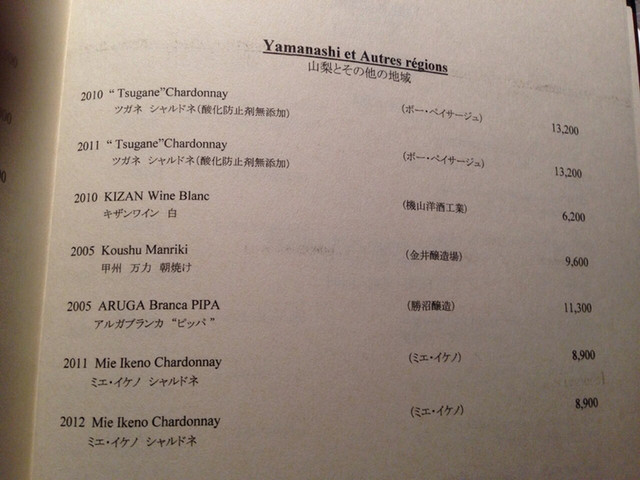 Yamanashi et Autres régions
山梨とその他の地域
2010 “ Tsugane”Chardonnay (ボー・ペイサージュ) 13,200
ツガネ シャルドネ(酸化防止剤無添加)
2011 “ Tsugane”Chardonnay (ボー・ペイサージュ) 13,200
ツガネ シャルドネ(酸化防止剤無添加)
2010 KIZAN Wine Blanc (機山洋酒工業) 6,200
キザンワイン 白
2005 Koushu Manriki (金井醸造場) 9,600
甲州 万力 朝焼け
2005 ARUGA Branca PIPA (勝沼醸造) 11,300
アルガブランカ “ピッパ ”
2011 Mie Ikeno Chardonnay (ミエ・イケノ) 8,900
ミエ・イケノ シャルドネ
2012 Mie Ikeno Chardonnay (ミエ・イケノ) 8,900
ミエ・イケノ シャルドネ